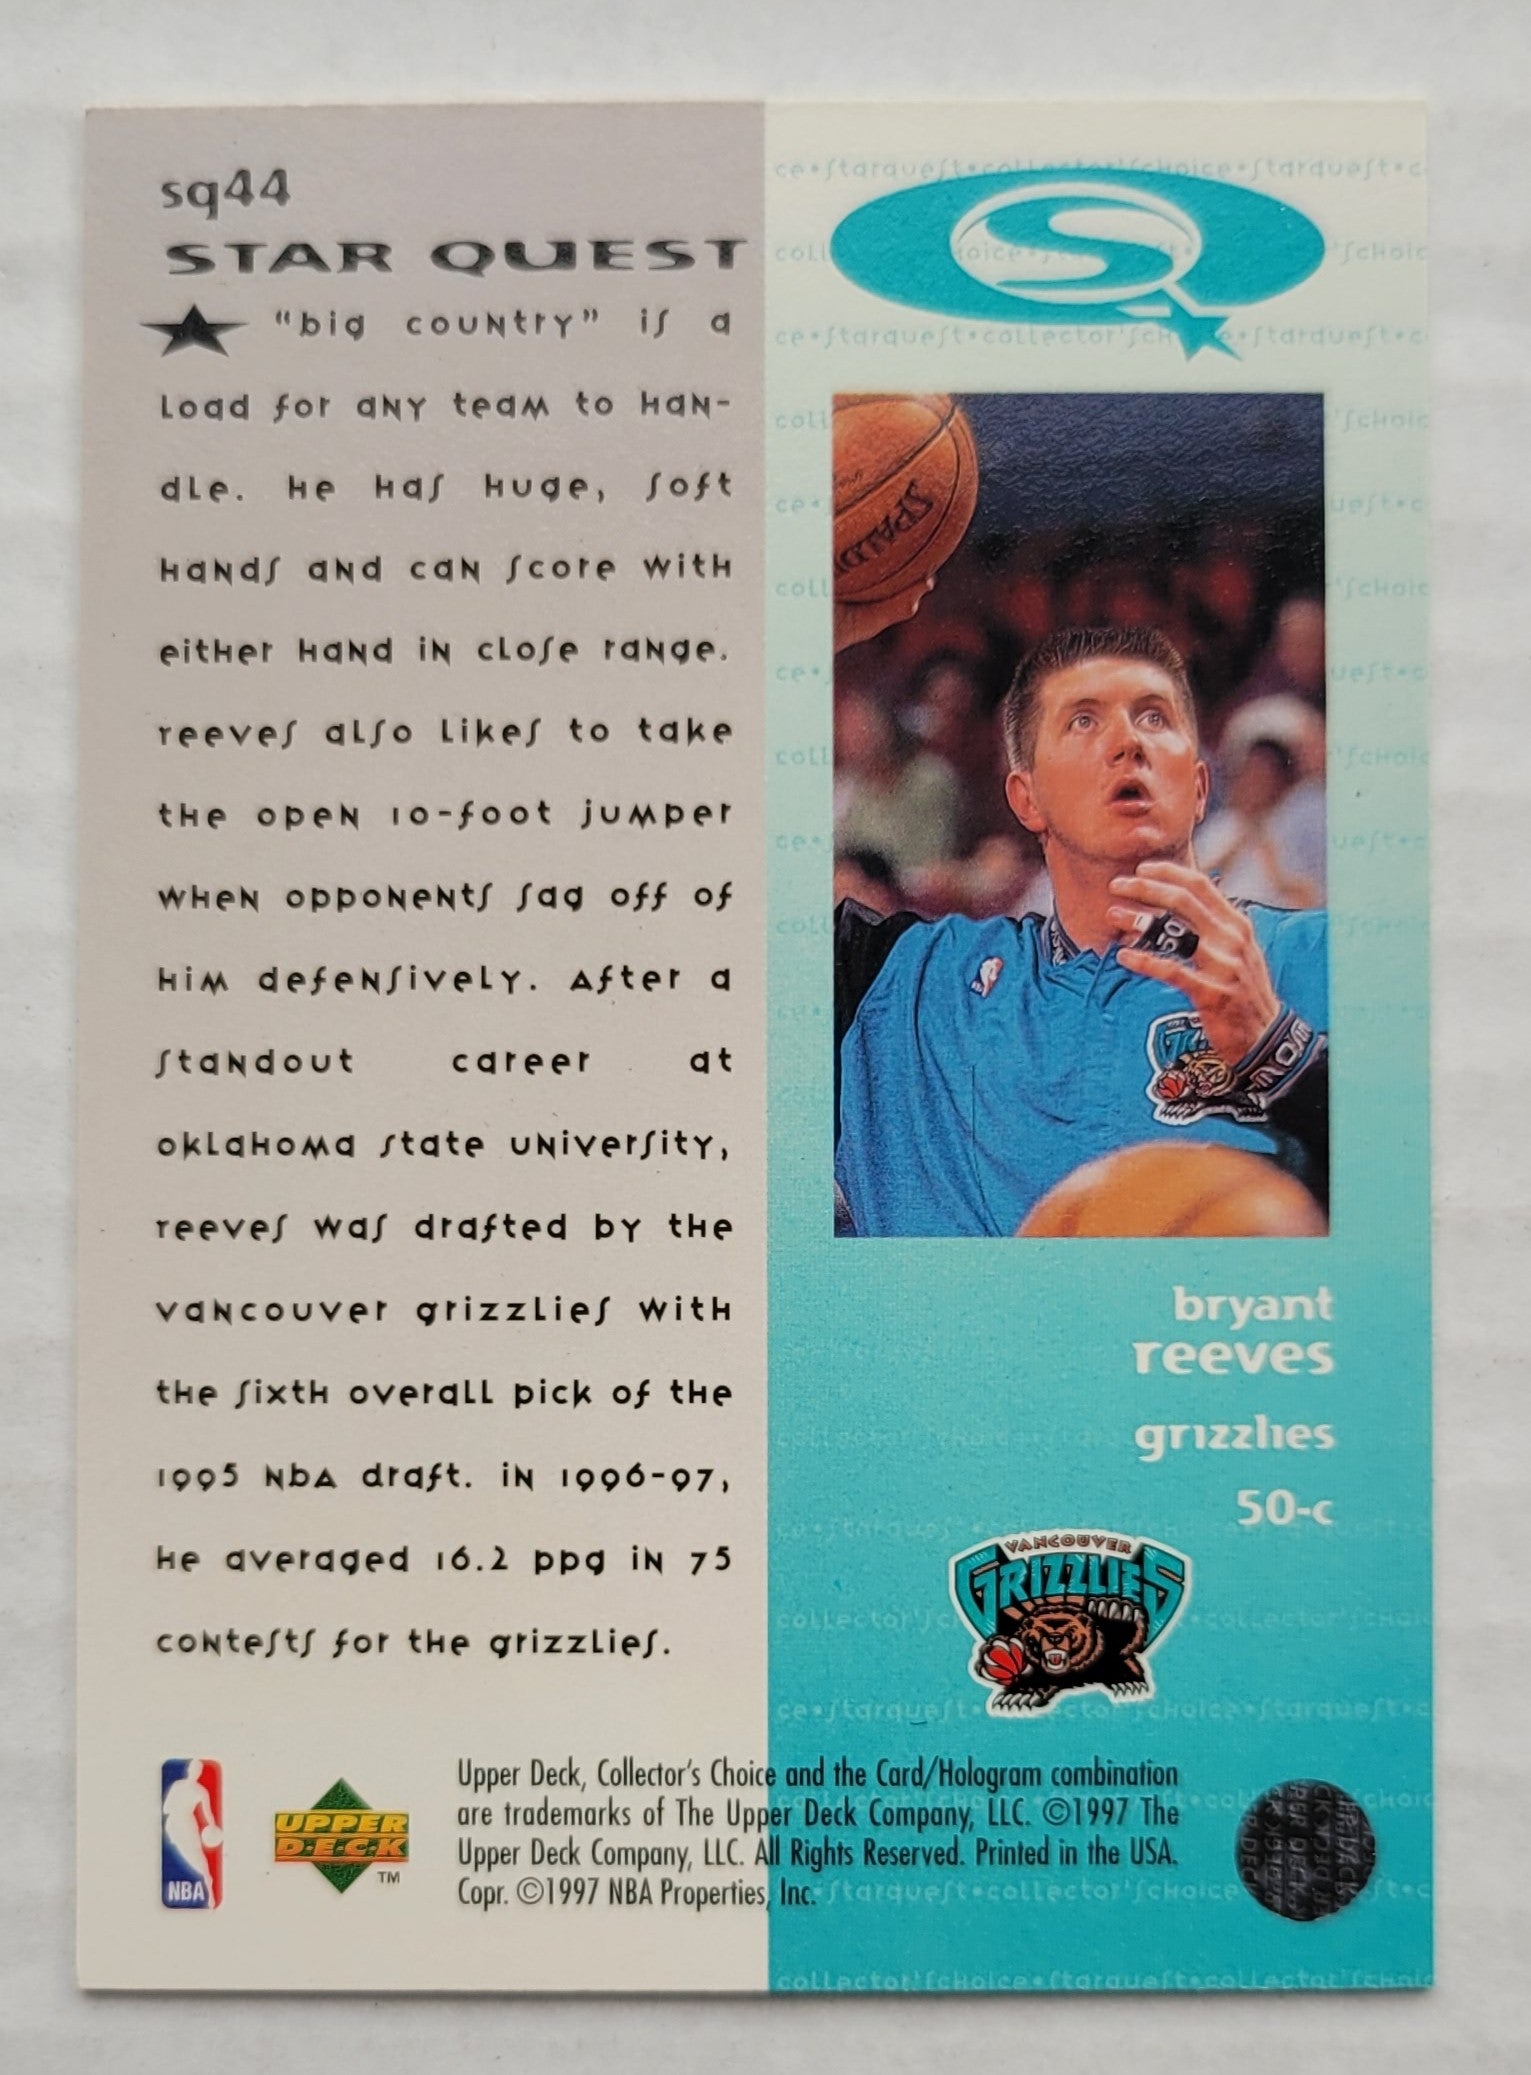 sq44
STAR QUEST
"big country" is a
load for any team to han-
dle. he has huge, soft
hands and can score with
either hand in close range.
reeves also likes to take
the open 10-foot jumper
when opponents sag off of
him defensively. After a
standout career at
oklahoma state university,
reeves was drafted by the
vancouver grizzlies with
the sixth overall pick of the
1995 NBA draft. in 1996-97,
he averaged 16.2 ppg in 75
contests for the grizzlies.
SQ
SPALD
50
bryant
reeves
grizzlies
50-c
VANCOUVER
GRIZZLIES
NBA
UPPER
D·E·C·K
TM
Upper Deck, Collector's Choice and the Card/Hologram combination
are trademarks of The Upper Deck Company, LLC. ©1997 The
Upper Deck Company, LLC. All Rights Reserved. Printed in the USA.
Copr. ©1997 NBA Properties, Inc.